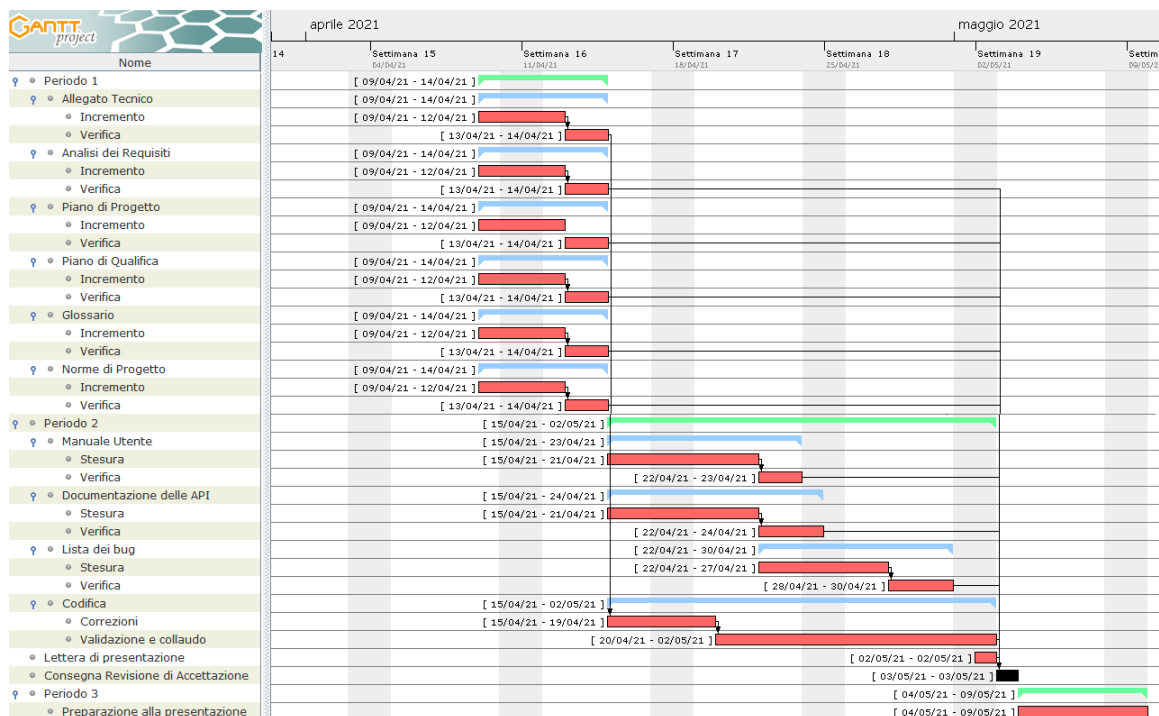 GANTT project
aprile 2021 maggio 2021
Nome
14 Settimana 15 Settimana 16 Settimana 17 Settimana 18 Settimana 19 Settim
04/04/21 11/04/21 18/04/21 25/04/21 02/05/21 09/05/2
Periodo 1 [ 09/04/21 - 14/04/21 ]
Allegato Tecnico [ 09/04/21 - 14/04/21 ]
Incremento [ 09/04/21 - 12/04/21 ]
Verifica [ 13/04/21 - 14/04/21 ]
Analisi dei Requisiti [ 09/04/21 - 14/04/21 ]
Incremento [ 09/04/21 - 12/04/21 ]
Verifica [ 13/04/21 - 14/04/21 ]
Piano di Progetto [ 09/04/21 - 14/04/21 ]
Incremento [ 09/04/21 - 12/04/21 ]
Verifica [ 13/04/21 - 14/04/21 ]
Piano di Qualifica [ 09/04/21 - 14/04/21 ]
Incremento [ 09/04/21 - 12/04/21 ]
Verifica [ 13/04/21 - 14/04/21 ]
Glossario [ 09/04/21 - 14/04/21 ]
Incremento [ 09/04/21 - 12/04/21 ]
Verifica [ 13/04/21 - 14/04/21 ]
Norme di Progetto [ 09/04/21 - 14/04/21 ]
Incremento [ 09/04/21 - 12/04/21 ]
Verifica [ 13/04/21 - 14/04/21 ]
Periodo 2 [ 15/04/21 - 02/05/21 ]
Manuale Utente [ 15/04/21 - 23/04/21 ]
Stesura [ 15/04/21 - 21/04/21 ]
Verifica [ 22/04/21 - 23/04/21 ]
Documentazione delle API [ 15/04/21 - 24/04/21 ]
Stesura [ 15/04/21 - 21/04/21 ]
Verifica [ 22/04/21 - 24/04/21 ]
Lista dei bug [ 22/04/21 - 30/04/21 ]
Stesura [ 22/04/21 - 27/04/21 ]
Verifica [ 28/04/21 - 30/04/21 ]
Codifica [ 15/04/21 - 02/05/21 ]
Correzioni [ 15/04/21 - 19/04/21 ]
Validazione e collaudo [ 20/04/21 - 02/05/21 ]
Lettera di presentazione [ 02/05/21 - 02/05/21 ]
Consegna Revisione di Accettazione [ 03/05/21 - 03/05/21 ]
Periodo 3 [ 04/05/21 - 09/05/21 ]
Preparazione alla presentazione [ 04/05/21 - 09/05/21 ]